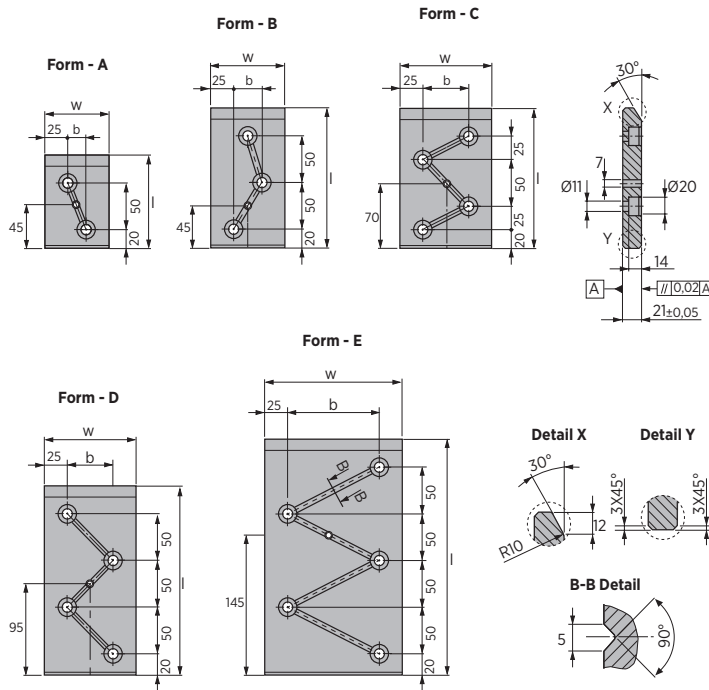 Form - A
w
25
b
45
50
20
l
Form - B
w
25
b
45
50
50
20
l
Form - C
w
25
b
70
25
50
25
20
l
30°
X
7
Ø11
Ø20
Y
14
A
// 0,02 A
21±0,05
Form - D
w
25
b
95
50
50
50
20
l
Form - E
w
25
b
B
B
145
50
50
50
50
20
l
Detail X
30°
12
R10
Detail Y
3X45°
3X45°
B-B Detail
5
90°